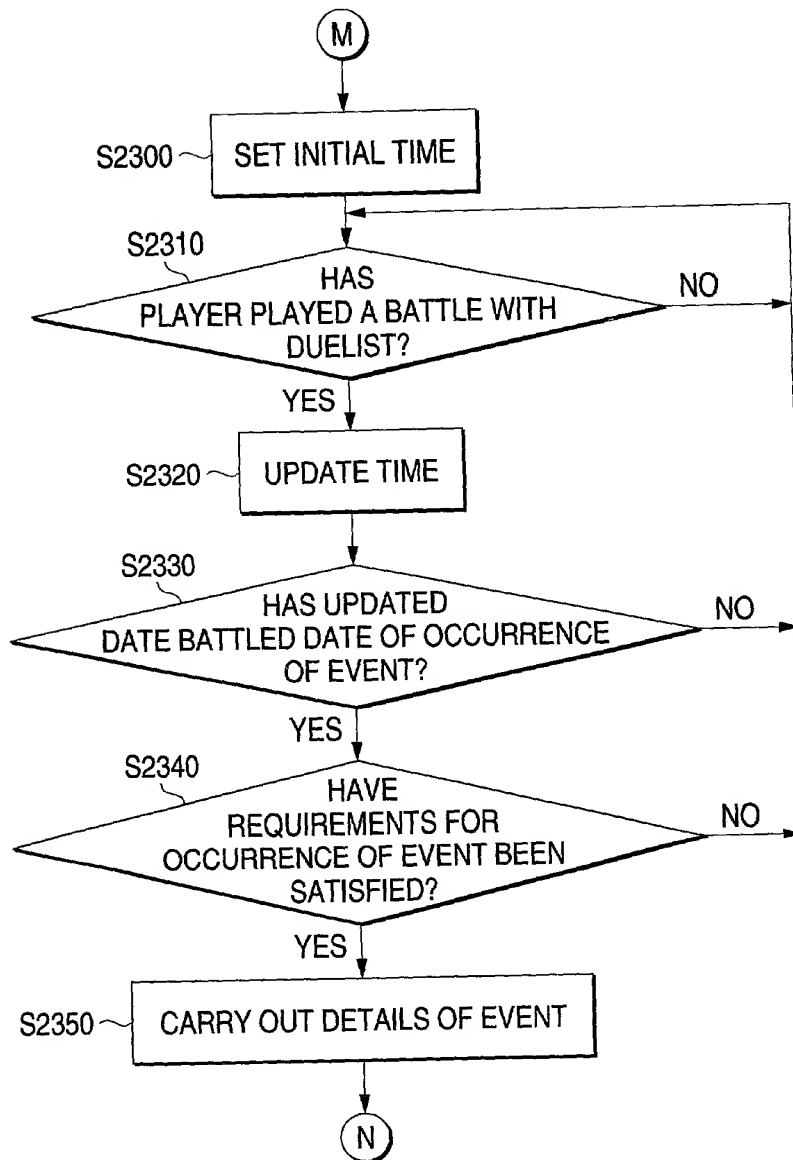 M
S2300
SET INITIAL TIME
S2310
HAS
PLAYER PLAYED A BATTLE WITH
DUELIST?
NO
YES
S2320
UPDATE TIME
S2330
HAS UPDATED
DATE BATTLED DATE OF OCCURRENCE
OF EVENT?
NO
YES
S2340
HAVE
REQUIREMENTS FOR
OCCURRENCE OF EVENT BEEN
SATISFIED?
NO
YES
S2350
CARRY OUT DETAILS OF EVENT
N